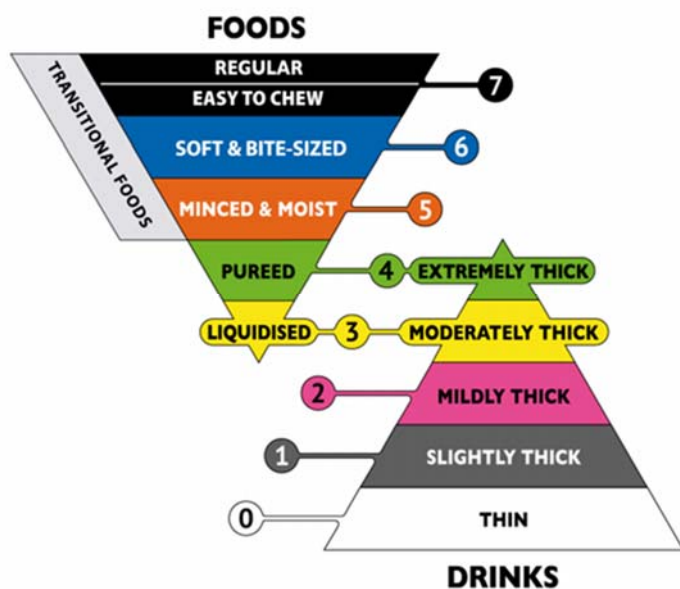 FOODS
REGULAR
EASY TO CHEW
7
TRANSITIONAL FOODS
SOFT & BITE-SIZED
6
MINCED & MOIST
5
PUREED
4
EXTREMELY THICK
LIQUIDISED
3
MODERATELY THICK
2
MILDLY THICK
1
SLIGHTLY THICK
0
THIN
DRINKS